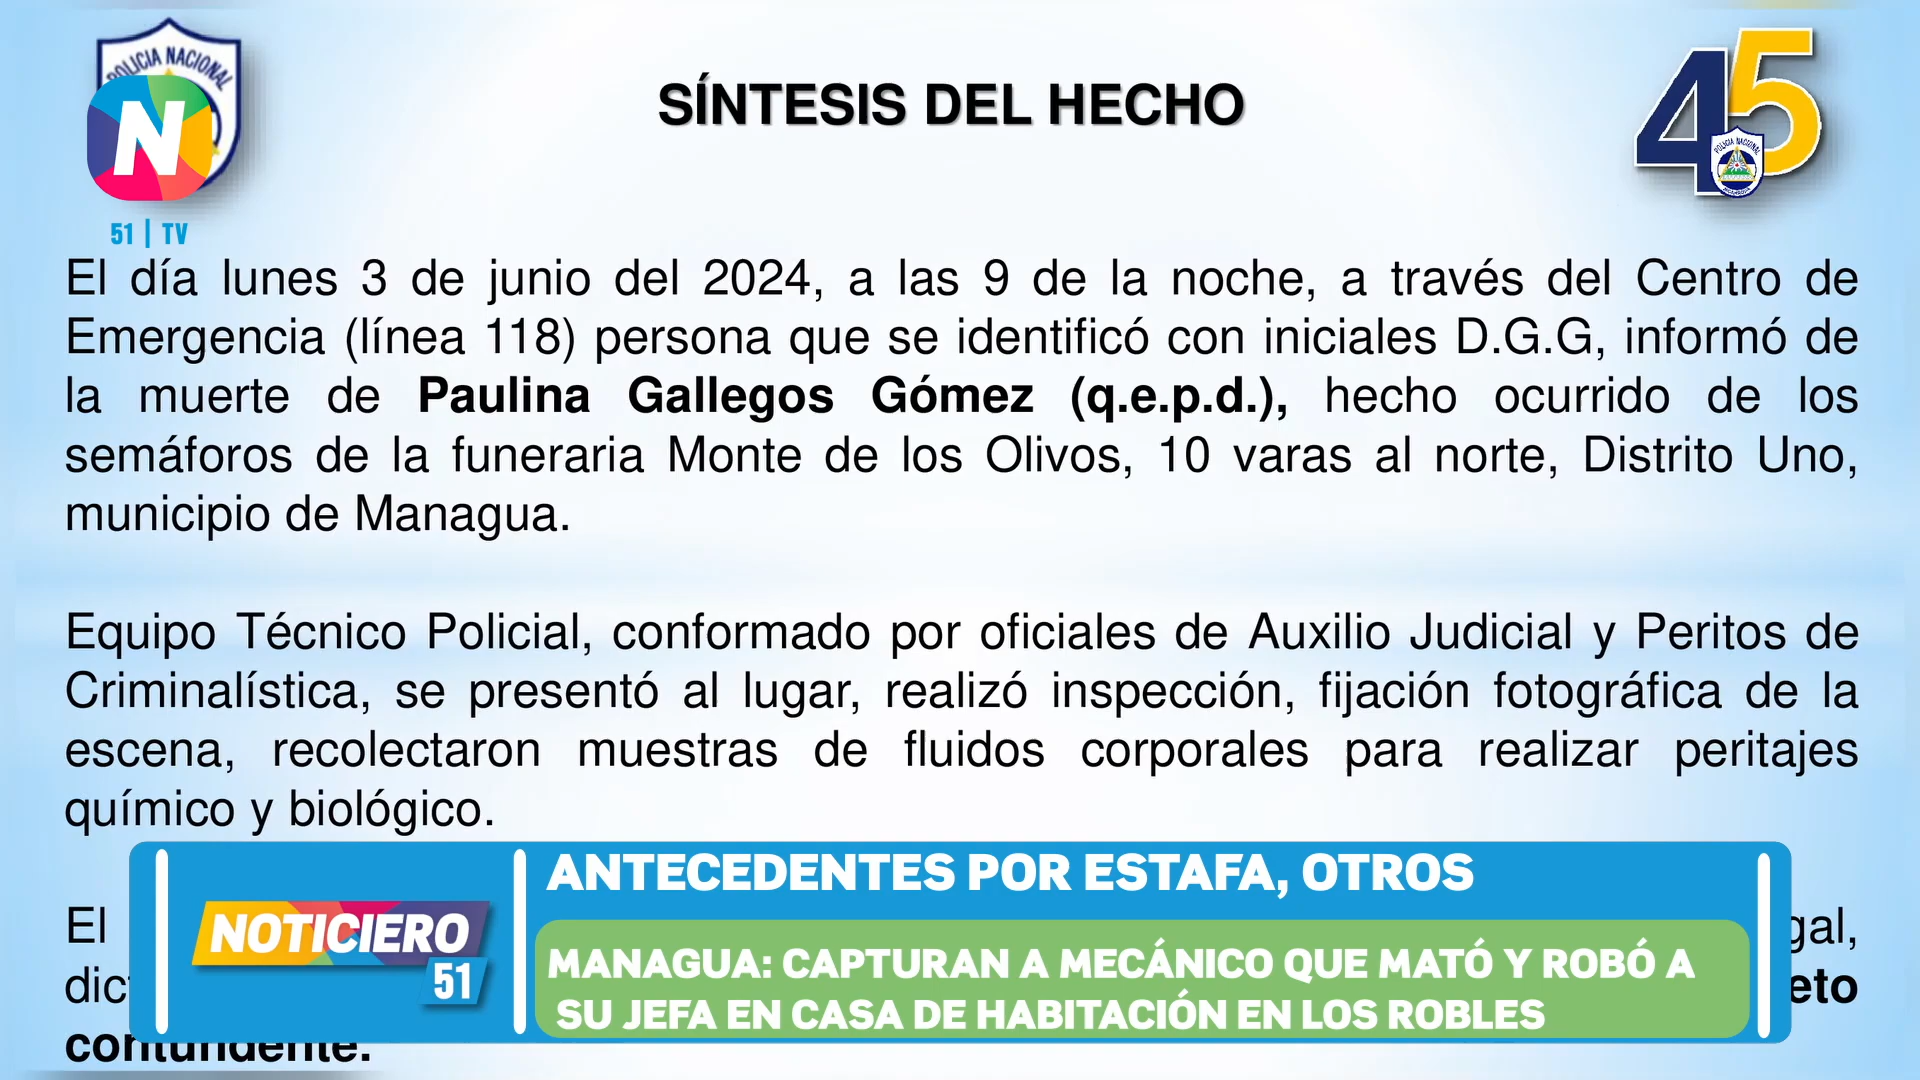 POLICIA NACIONAL
N
51 | TV
SÍNTESIS DEL HECHO
45
POLICIA NACIONAL
El día lunes 3 de junio del 2024, a las 9 de la noche, a través del Centro de
Emergencia (línea 118) persona que se identificó con iniciales D.G.G, informó de
la muerte de Paulina Gallegos Gómez (q.e.p.d.), hecho ocurrido de los
semáforos de la funeraria Monte de los Olivos, 10 varas al norte, Distrito Uno,
municipio de Managua.
Equipo Técnico Policial, conformado por oficiales de Auxilio Judicial y Peritos de
Criminalística, se presentó al lugar, realizó inspección, fijación fotográfica de la
escena, recolectaron muestras de fluidos corporales para realizar peritajes
químico y biológico.
El
contundente.
NOTICIERO
51
ANTECEDENTES POR ESTAFA, OTROS
MANAGUA: CAPTURAN A MECÁNICO QUE MATÓ Y ROBÓ A
SU JEFA EN CASA DE HABITACIÓN EN LOS ROBLES